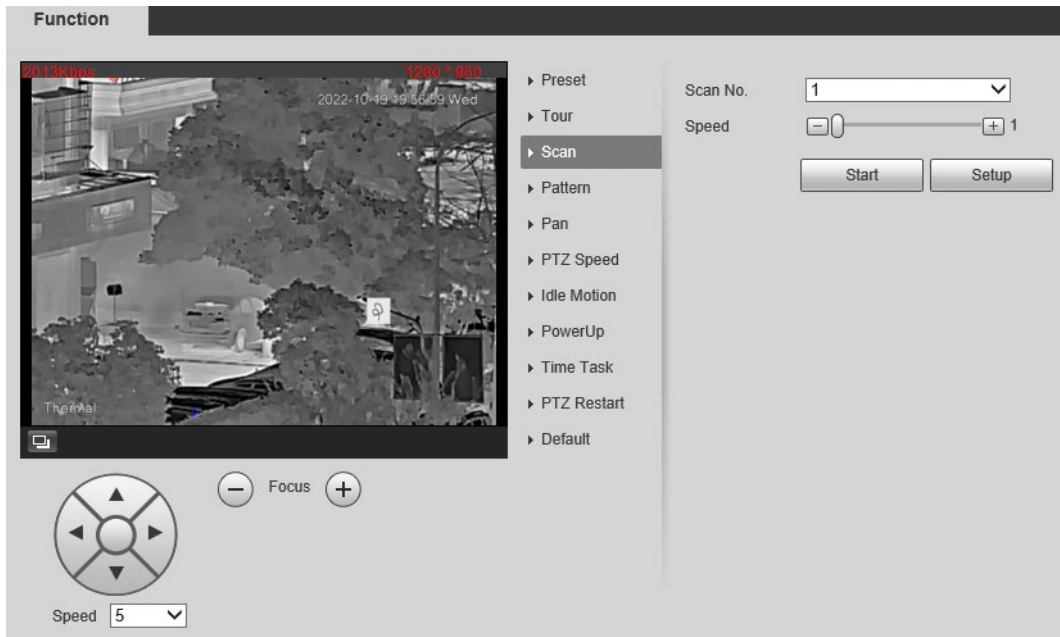 Function
2013Kbps
1280 * 960
2022-10-19 19:56:59 Wed
Thermal
Preset
Tour
Scan
Pattern
Pan
PTZ Speed
Idle Motion
PowerUp
Time Task
PTZ Restart
Default
Scan No.
1
Speed
1
Start
Setup
Focus
Speed
5